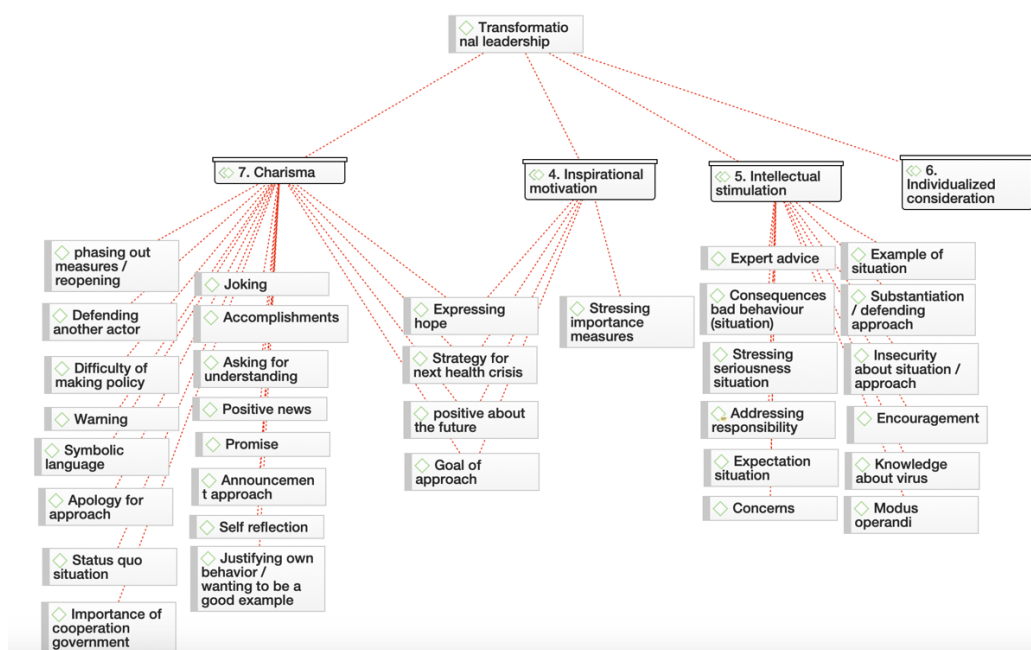 Transformatio
nal leadership
7. Charisma
4. Inspirational
motivation
5. Intellectual
stimulation
6.
Individualized
consideration
phasing out
measures /
reopening
Defending
another actor
Difficulty of
making policy
Warning
Symbolic
language
Apology for
approach
Status quo
situation
Importance of
cooperation
government
Joking
Accomplishments
Asking for
understanding
Positive news
Promise
Announcemen
t approach
Self reflection
Justifying own
behavior /
wanting to be a
good example
Expressing
hope
Strategy for
next health crisis
positive about
the future
Goal of
approach
Stressing
importance
measures
Expert advice
Consequences
bad behaviour
(situation)
Stressing
seriousness
situation
Addressing
responsibility
Expectation
situation
Concerns
Example of
situation
Substantiation
/ defending
approach
Insecurity
about situation /
approach
Encouragement
Knowledge
about virus
Modus
operandi